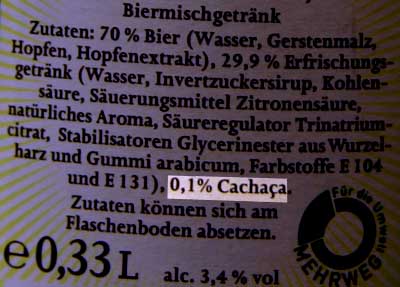 Biermischgetränk
Zutaten: 70 % Bier (Wasser, Gerstenmalz,
Hopfen, Hopfenextrakt), 29,9 % Erfrischungs-
getränk (Wasser, Invertzuckersirup, Kohlen-
säure, Säuerungsmittel Zitronensäure,
natürliches Aroma, Säureregulator Trinatrium-
citrat, Stabilisatoren Glycerinester aus Wurzel-
harz und Gummi arabicum, Farbstoffe E 104
und E 131), 0,1% Cachaça.
Zutaten können sich am
Flaschenboden absetzen.
Für die Umwelt
MEHRWEG
e 0,33 L
alc. 3,4 % vol